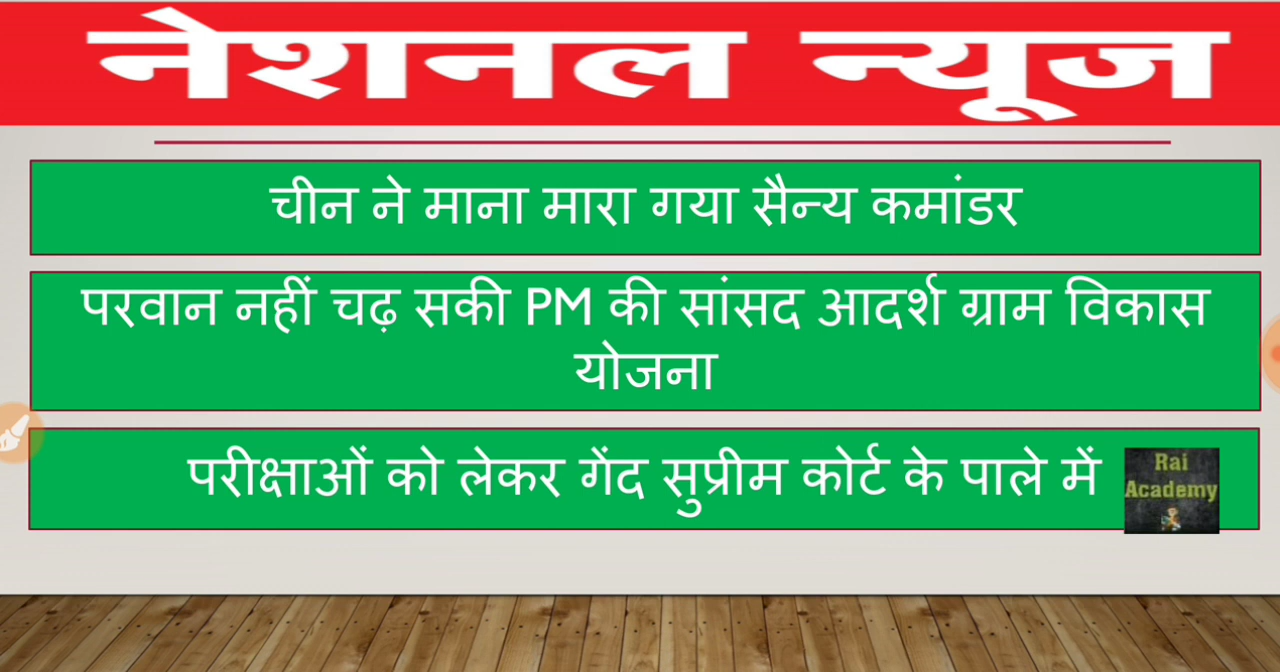 नेशनल न्यूज
चीन ने माना मारा गया सैन्य कमांडर
परवान नहीं चढ़ सकी PM की सांसद आदर्श ग्राम विकास
योजना
परीक्षाओं को लेकर गेंद सुप्रीम कोर्ट के पाले में
Rai
Academy